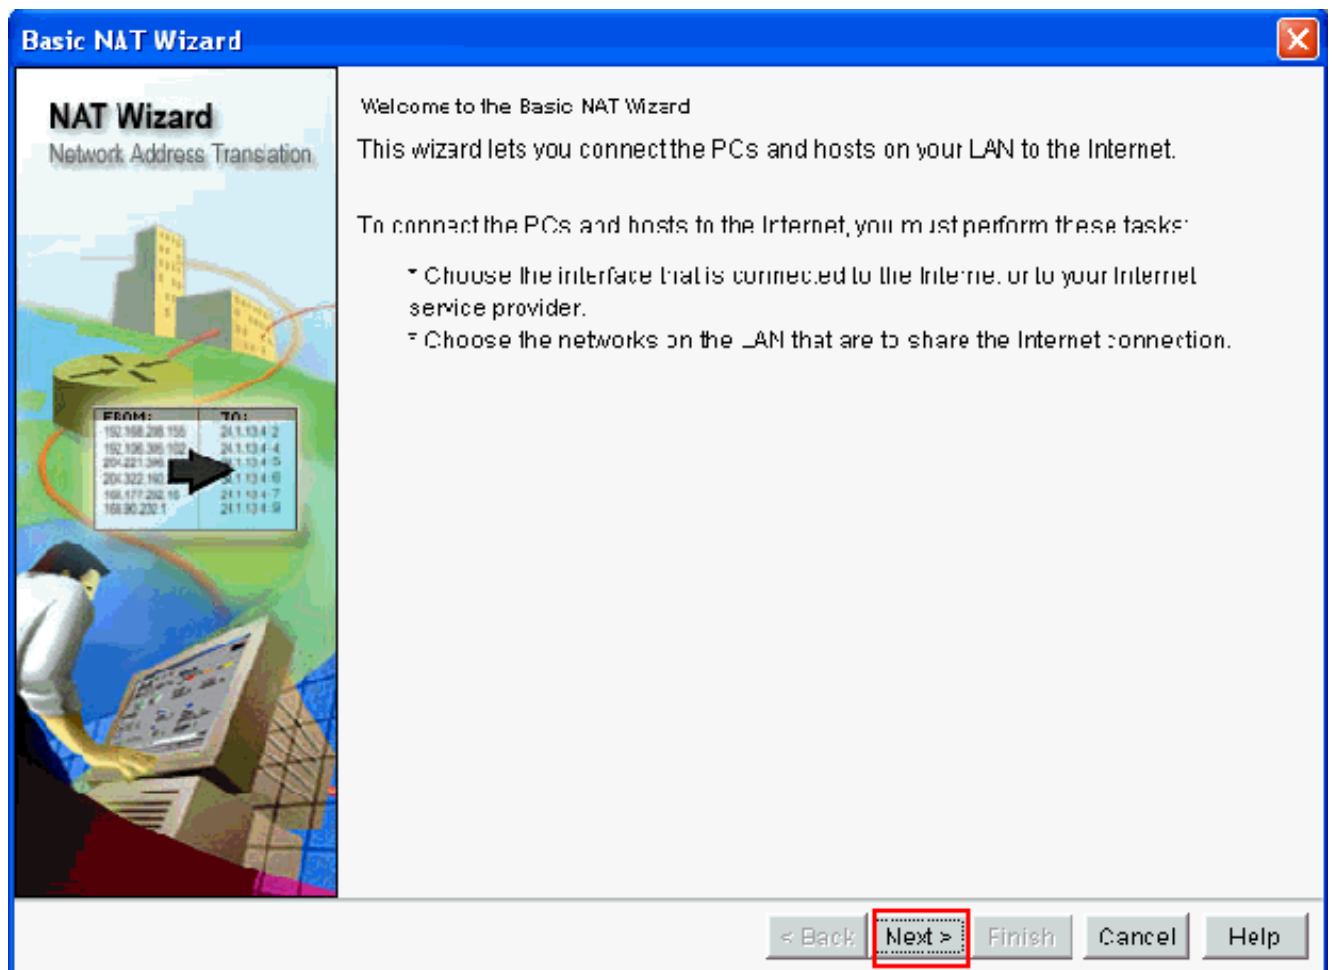 Basic NAT Wizard
NAT Wizard
Network Address Translation
FROM: TO:
Welcome to the Basic NAT Wizard
This wizard lets you connect the PCs and hosts on your LAN to the Internet.
To connect the PCs and hosts to the Internet, you must perform these tasks:
* Choose the interface that is connected to the Internet or to your Internet
service provider.
* Choose the networks on the LAN that are to share the Internet connection.
< Back Next > Finish Cancel Help